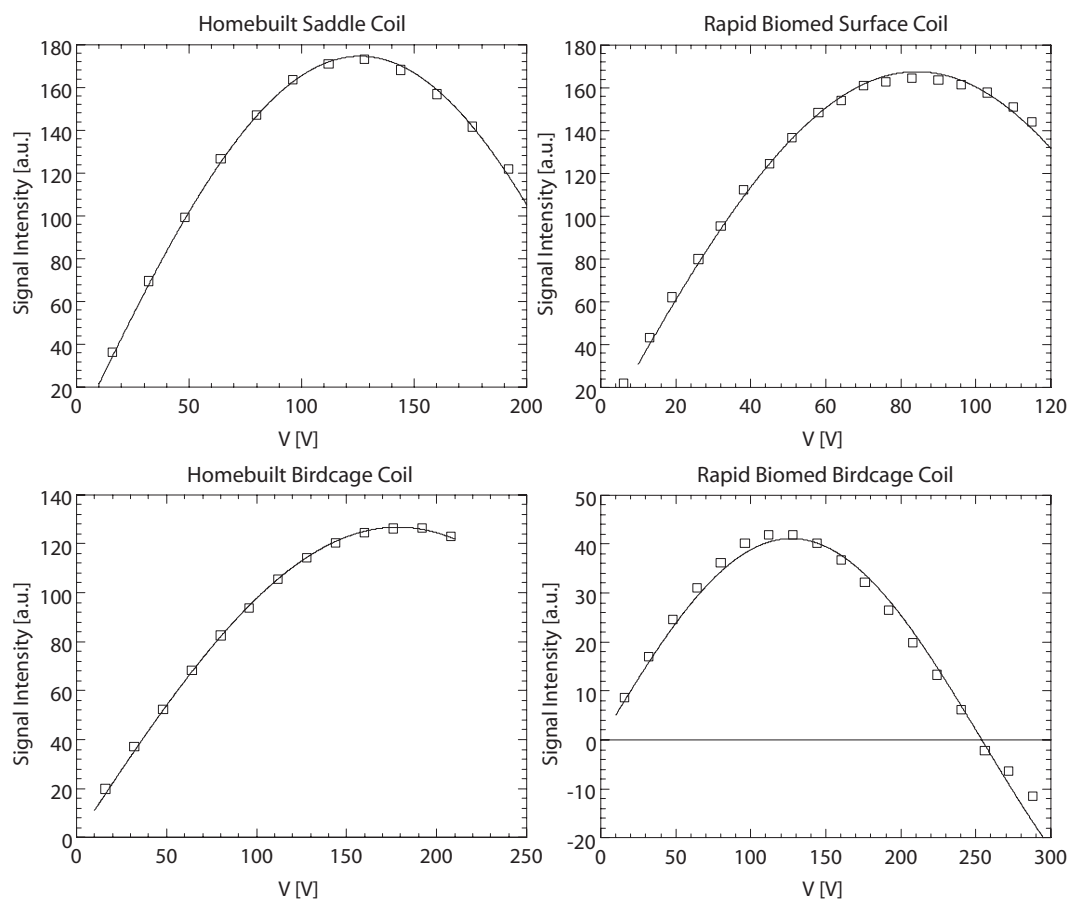 Homebuilt Saddle Coil
Signal Intensity [a.u.]
180
160
140
120
100
80
60
40
20
0 50 100 150 200
V [V]
Rapid Biomed Surface Coil
Signal Intensity [a.u.]
180
160
140
120
100
80
60
40
20
0 20 40 60 80 100 120
V [V]
Homebuilt Birdcage Coil
Signal Intensity [a.u.]
140
120
100
80
60
40
20
0
0 50 100 150 200 250
V [V]
Rapid Biomed Birdcage Coil
Signal Intensity [a.u.]
50
40
30
20
10
0
-10
-20
0 50 100 150 200 250 300
V [V]